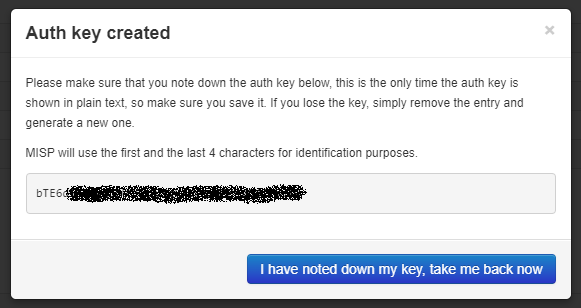 Auth key created
×
Please make sure that you note down the auth key below, this is the only time the auth key is
shown in plain text, so make sure you save it. If you lose the key, simply remove the entry and
generate a new one.
MISP will use the first and the last 4 characters for identification purposes.
bTE6
I have noted down my key, take me back now